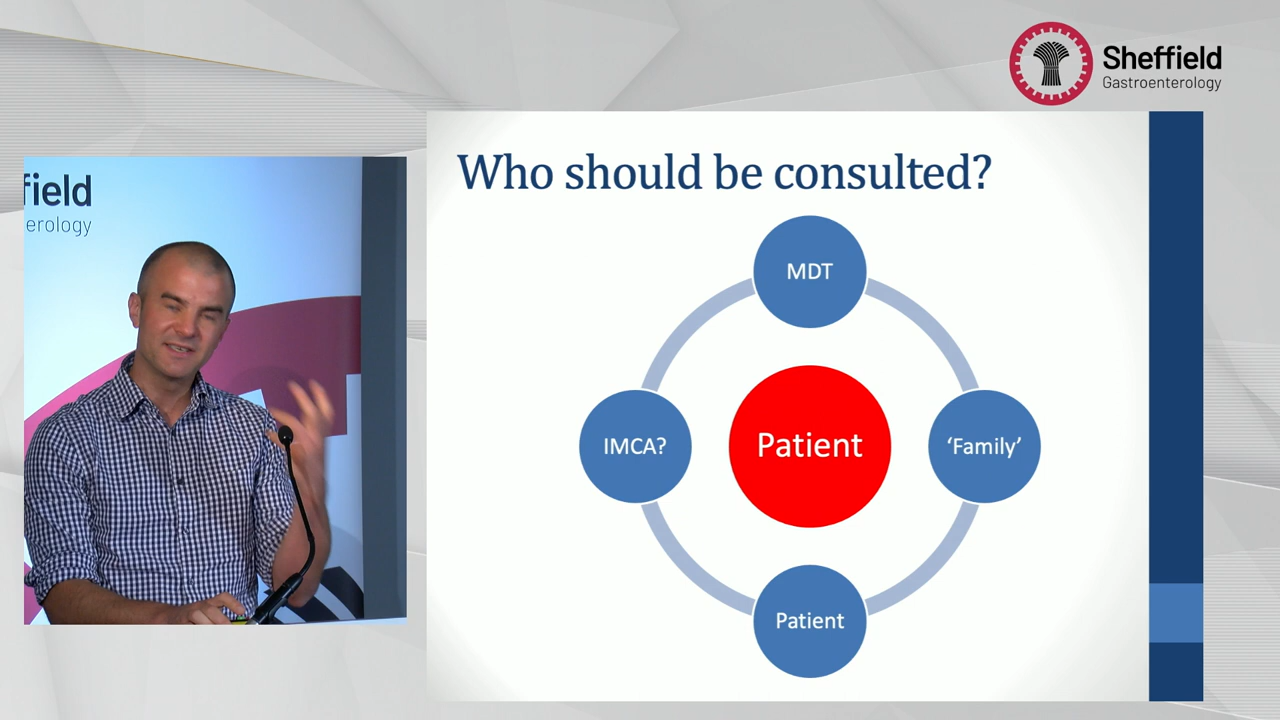 Sheffield
Gastroenterology
field
erology
Who should be consulted?
MDT
IMCA?
Patient
‘Family’
Patient